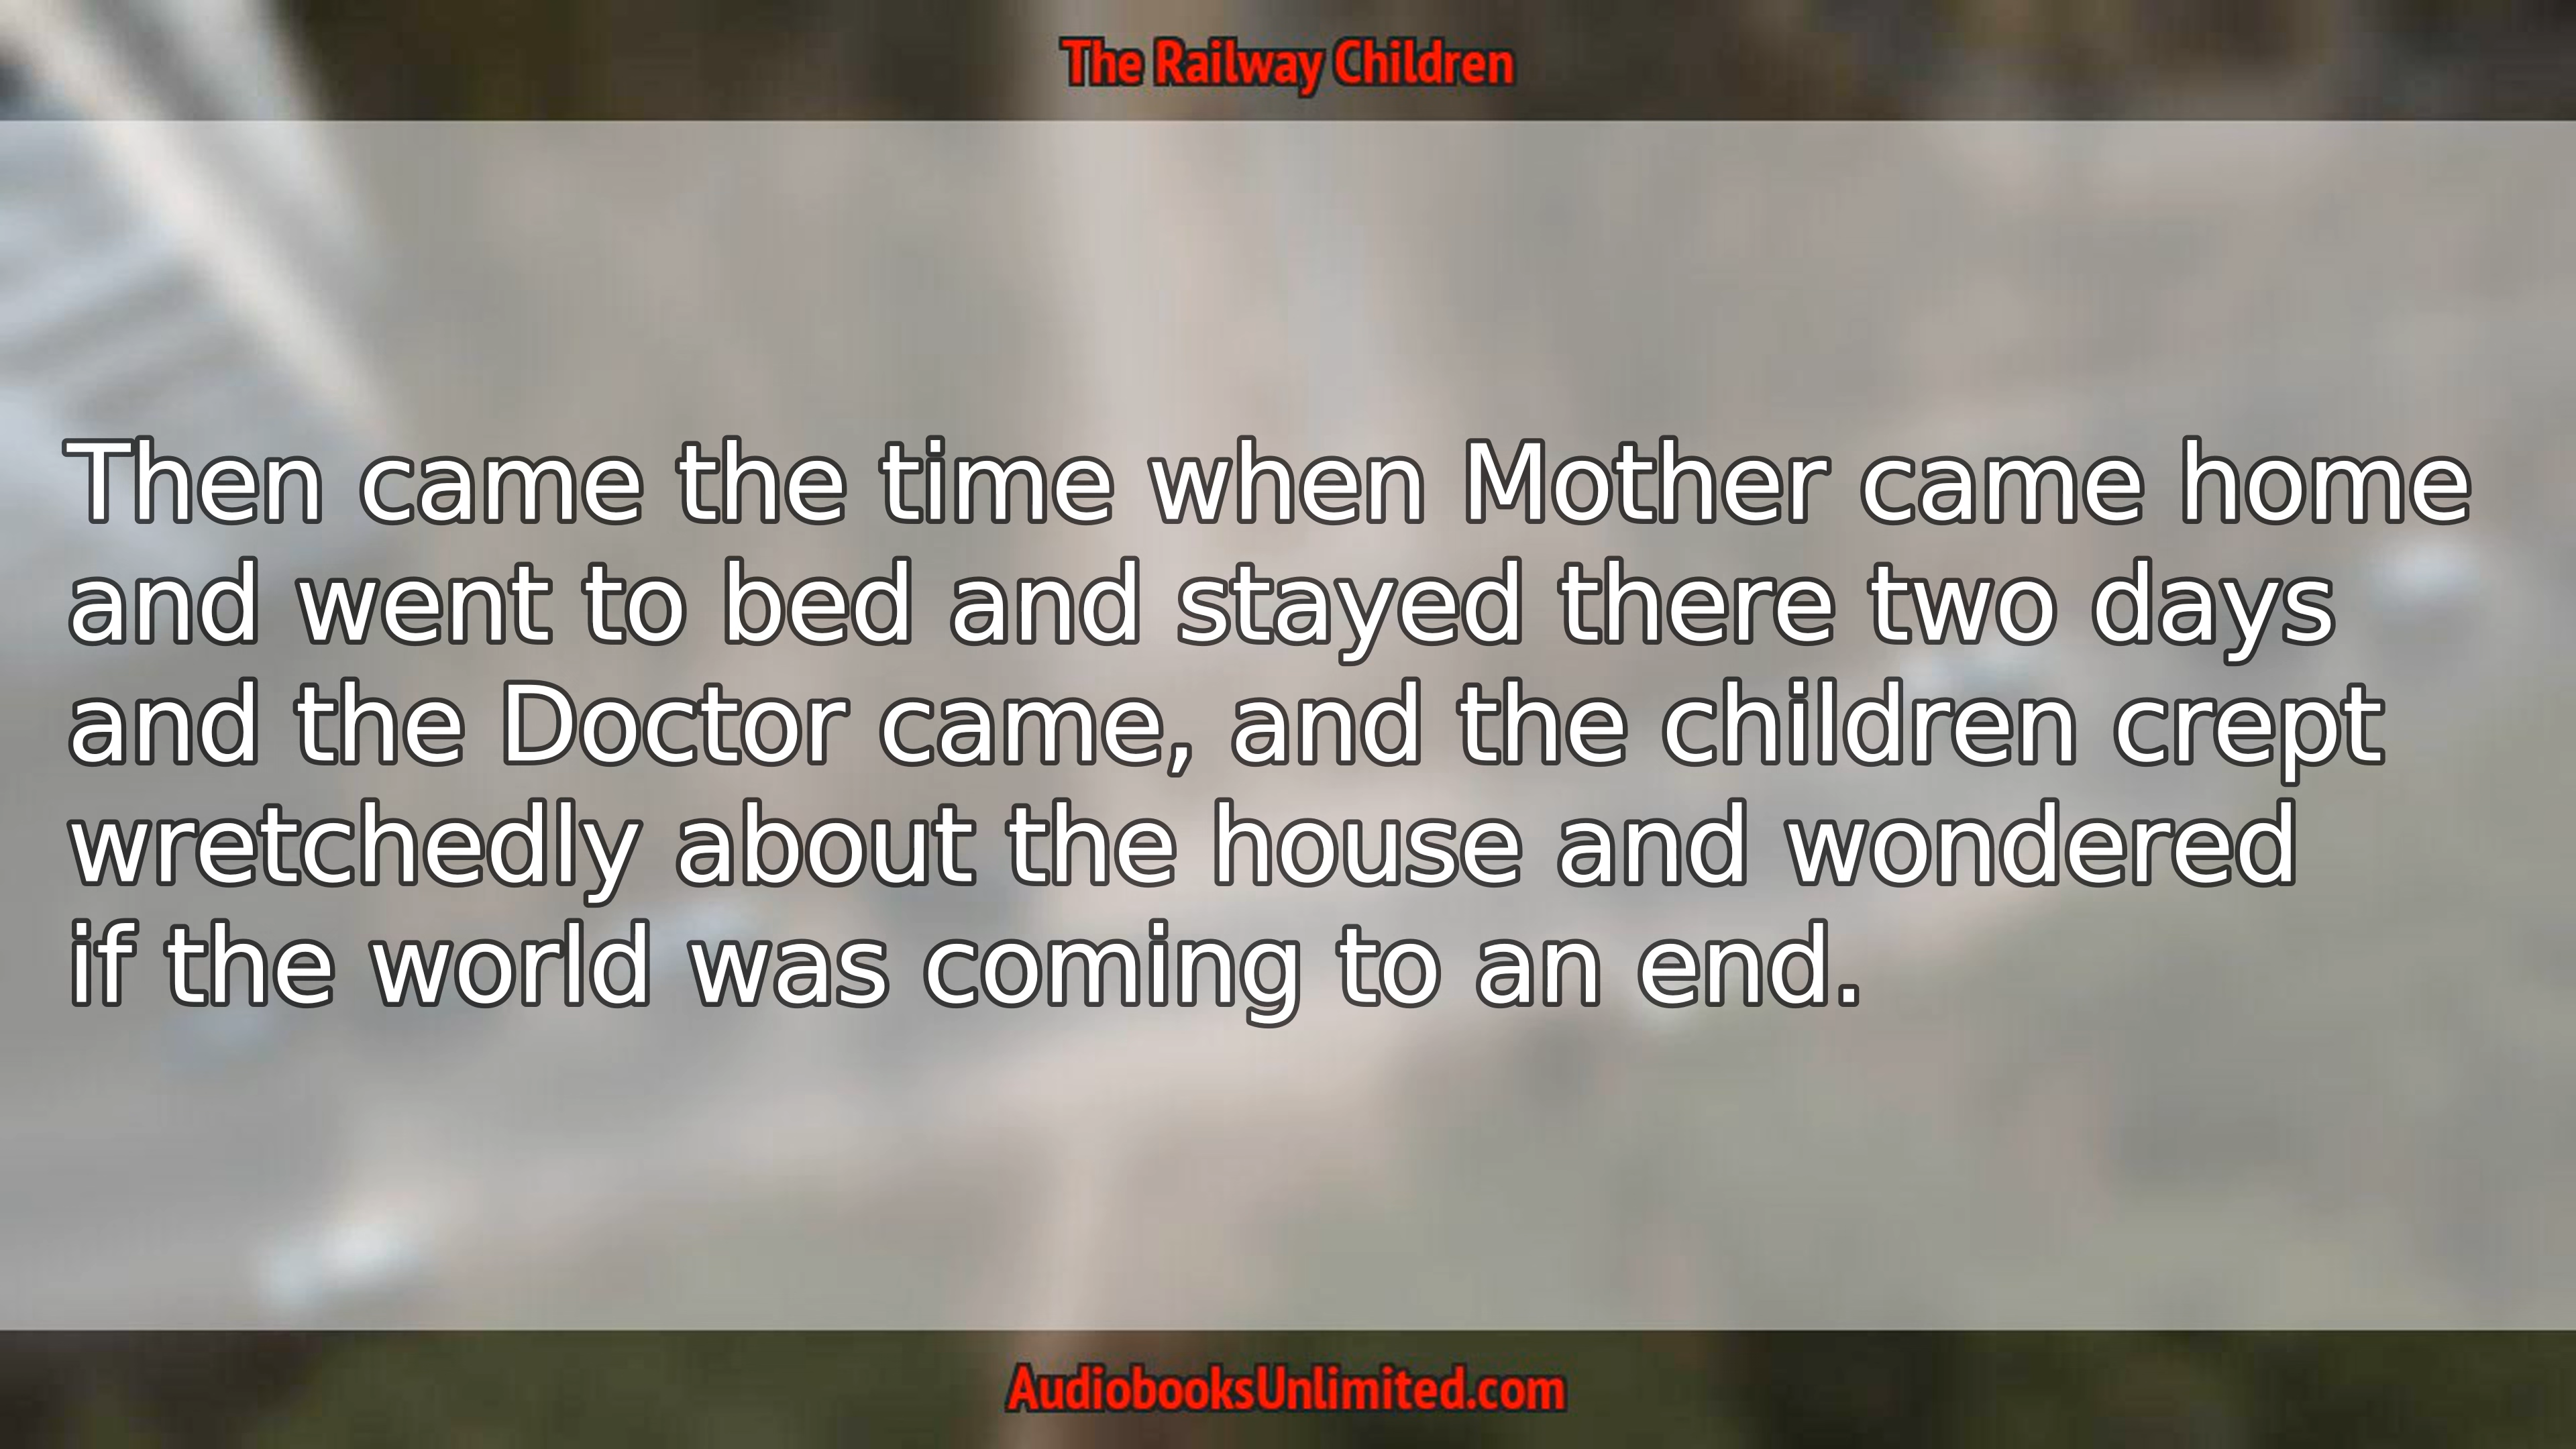 The Railway Children
Then came the time when Mother came home
and went to bed and stayed there two days
and the Doctor came, and the children crept
wretchedly about the house and wondered
if the world was coming to an end.
AudiobooksUnlimited.com